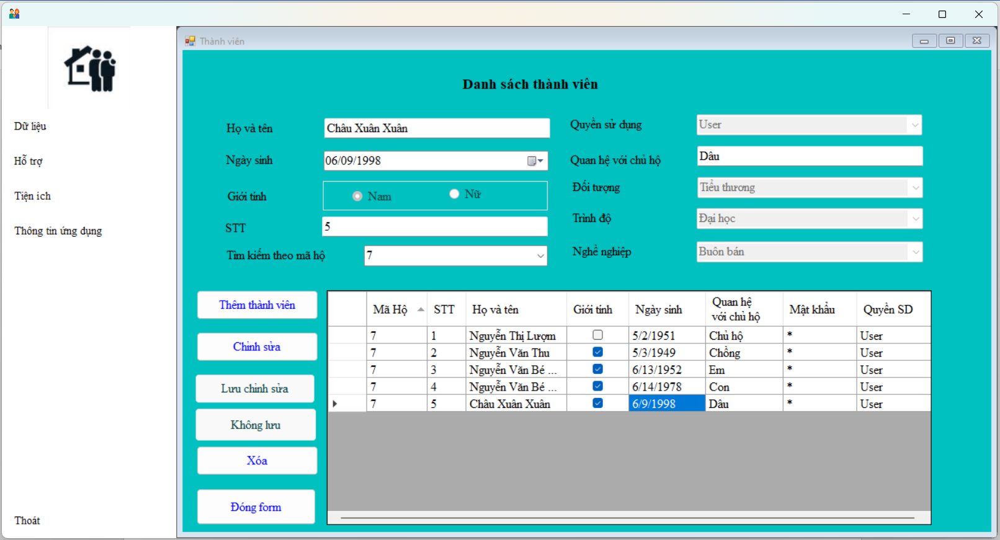 Thành viên
Danh sách thành viên
Dữ liệu
Hỗ trợ
Tiện ích
Thông tin ứng dụng
Thoát
Họ và tên
Châu Xuân Xuân
Ngày sinh
06/09/1998
Giới tính
Nam
Nữ
STT
5
Tìm kiếm theo mã hộ
7
Quyền sử dụng
User
Quan hệ với chủ hộ
Dâu
Đối tượng
Tiểu thương
Trình độ
Đại học
Nghề nghiệp
Buôn bán
Thêm thành viên
Chỉnh sửa
Lưu chỉnh sửa
Không lưu
Xóa
Đóng form
Mã Hộ STT Họ và tên Giới tính Ngày sinh Quan hệ với chủ hộ Mật khẩu Quyền SD
7 1 Nguyễn Thị Lượm 5/2/1951 Chủ hộ * User
7 2 Nguyễn Văn Thu 5/3/1949 Chồng * User
7 3 Nguyễn Văn Bé ... 6/13/1952 Em * User
7 4 Nguyễn Văn Bé ... 6/14/1978 Con * User
7 5 Châu Xuân Xuân 6/9/1998 Dâu * User